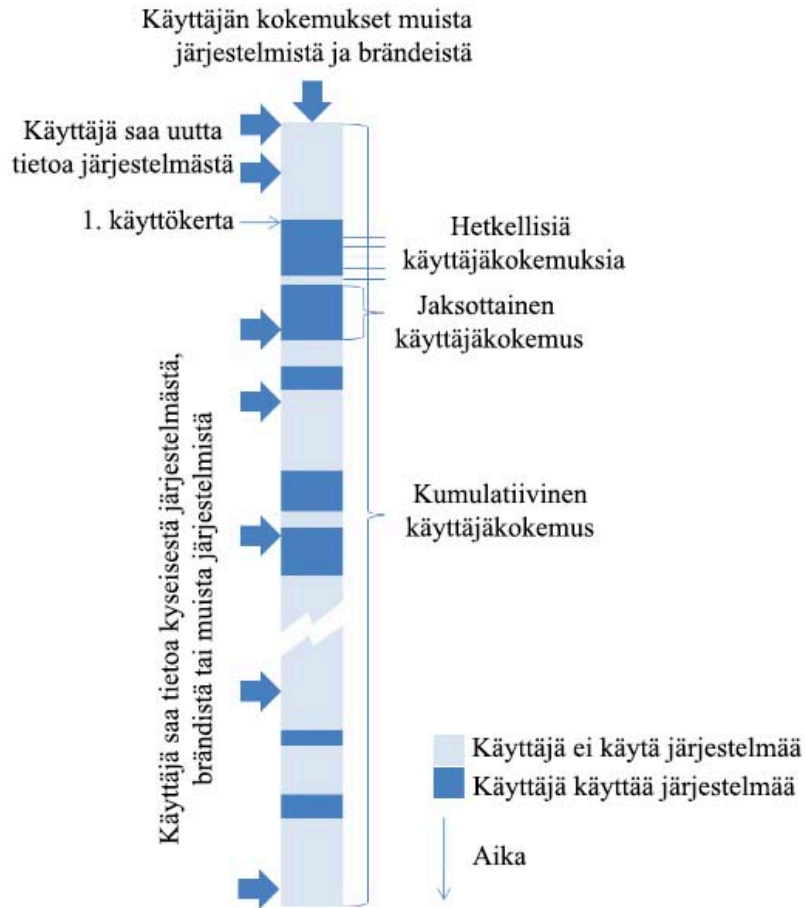 Käyttäjän kokemukset muista
järjestelmistä ja brändeistä
Käyttäjä saa uutta
tietoa järjestelmästä
1. käyttökerta
Hetkellisiä
käyttäjäkokemuksia
Jaksottainen
käyttäjäkokemus
Käyttäjä saa tietoa kyseisestä järjestelmästä,
brändistä tai muista järjestelmistä
Kumulatiivinen
käyttäjäkokemus
Käyttäjä ei käytä järjestelmää
Käyttäjä käyttää järjestelmää
Aika